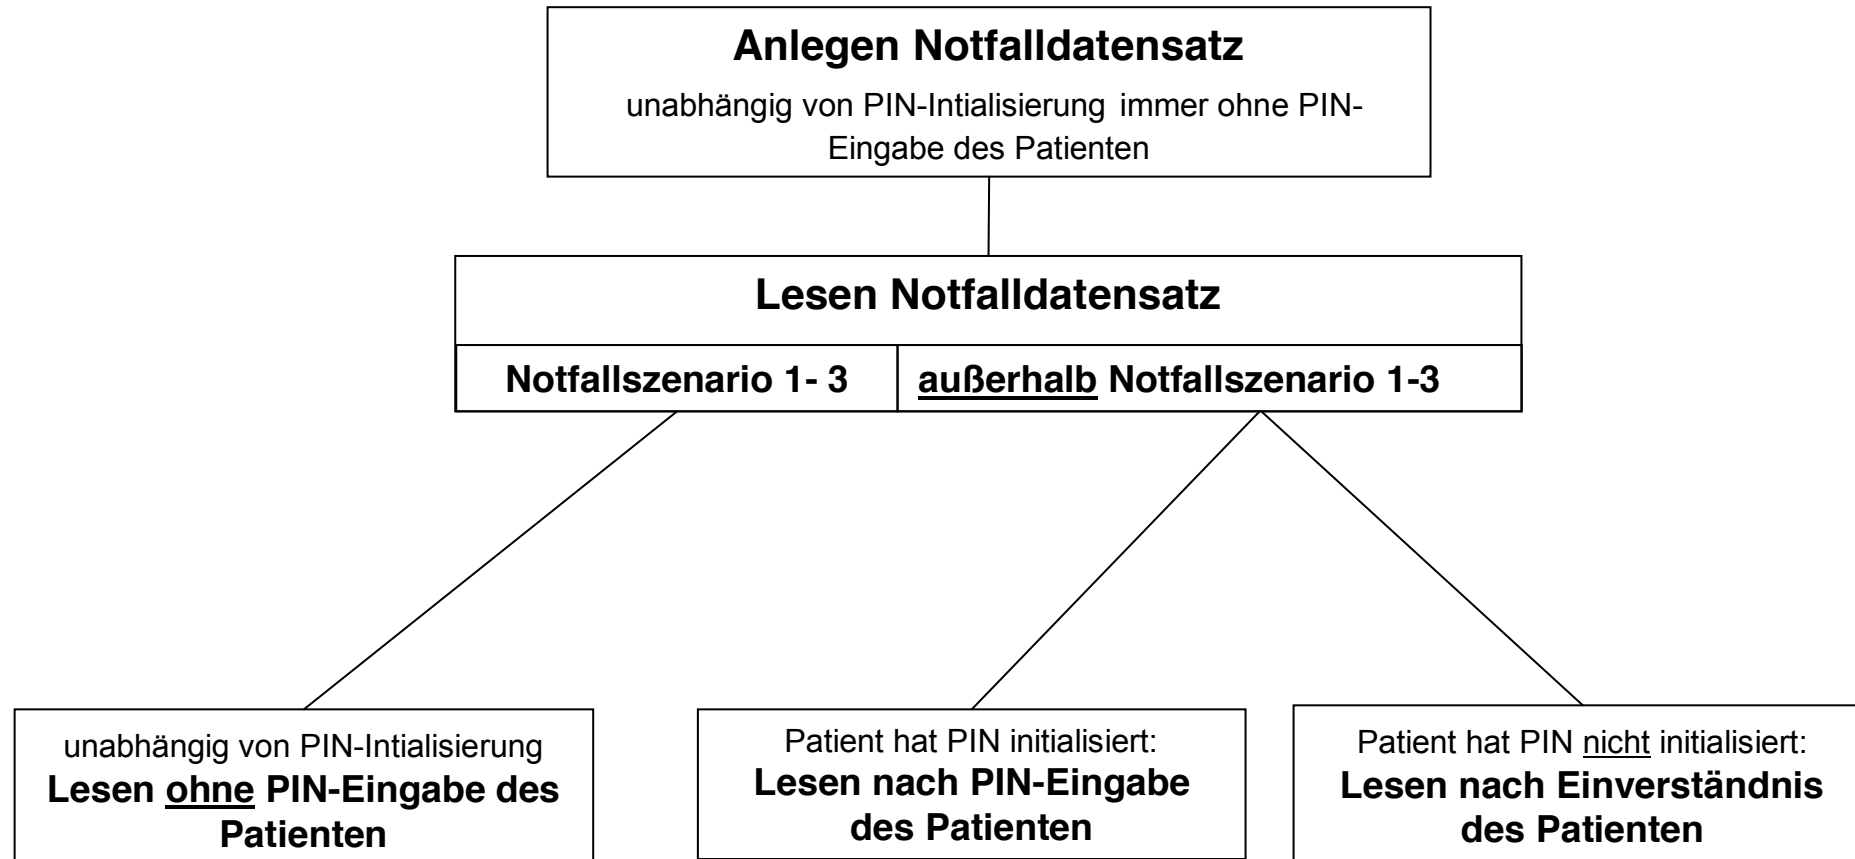 Anlegen Notfalldatensatz
unabhängig von PIN-Intialisierung immer ohne PIN-
Eingabe des Patienten
Lesen Notfalldatensatz
Notfallszenario 1- 3
außerhalb Notfallszenario 1-3
unabhängig von PIN-Intialisierung
Lesen ohne PIN-Eingabe des
Patienten
Patient hat PIN initialisiert:
Lesen nach PIN-Eingabe
des Patienten
Patient hat PIN nicht initialisiert:
Lesen nach Einverständnis
des Patienten